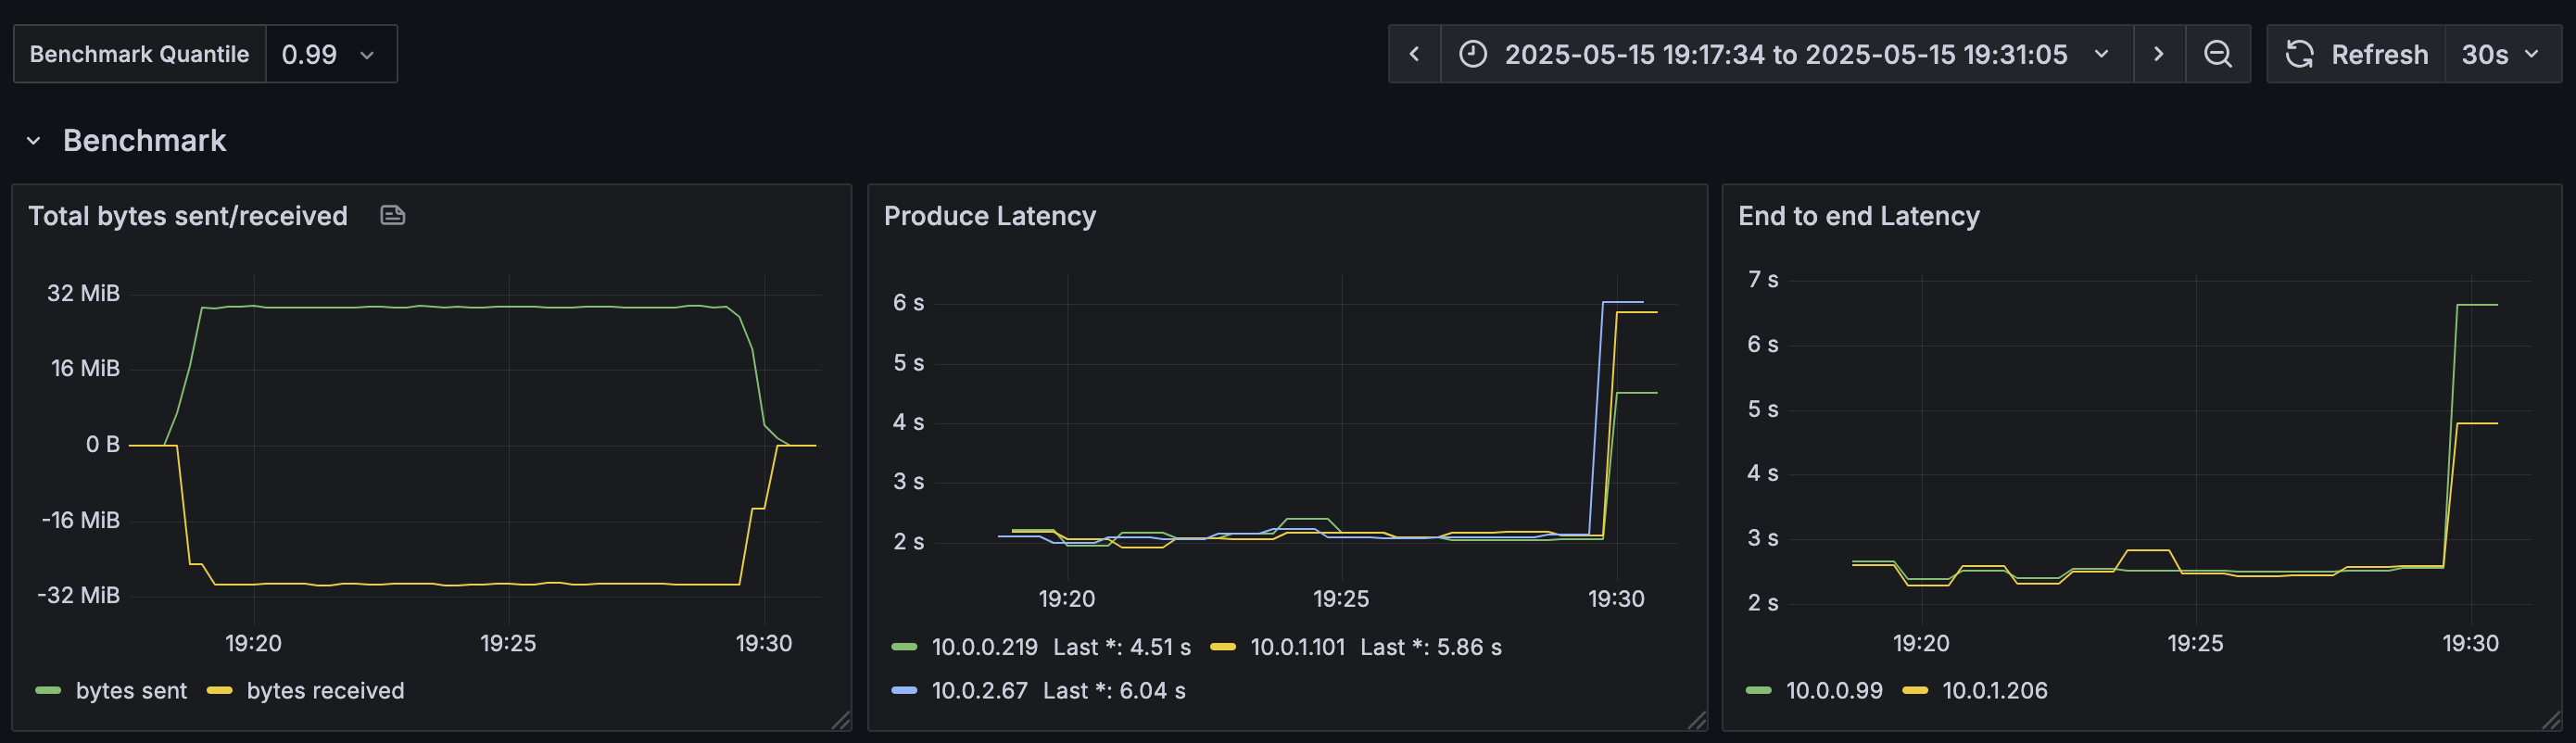 Benchmark Quantile 0.99
2025-05-15 19:17:34 to 2025-05-15 19:31:05
Refresh 30s
Benchmark
Total bytes sent/received
32 MiB
16 MiB
0 B
-16 MiB
-32 MiB
19:20 19:25 19:30
bytes sent bytes received
Produce Latency
6 s
5 s
4 s
3 s
2 s
19:20 19:25 19:30
10.0.0.219 Last *: 4.51 s 10.0.1.101 Last *: 5.86 s
10.0.2.67 Last *: 6.04 s
End to end Latency
7 s
6 s
5 s
4 s
3 s
2 s
19:20 19:25 19:30
10.0.0.99 10.0.1.206